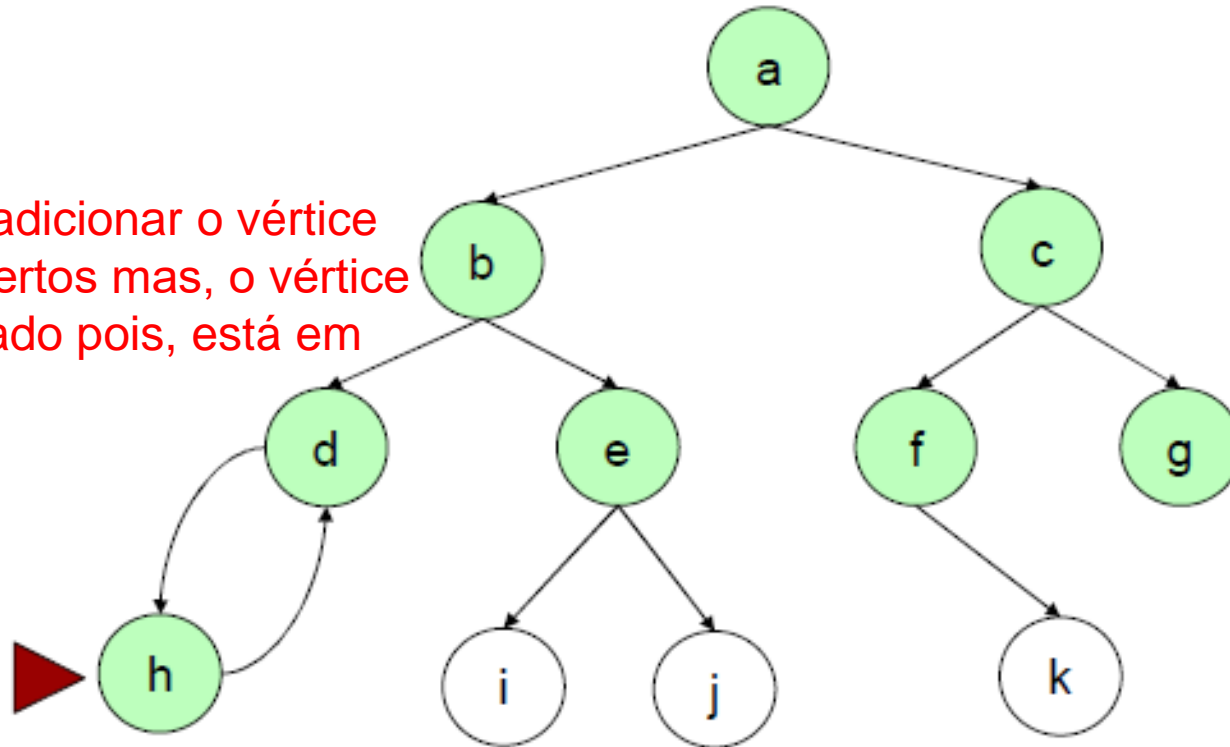 a
adicionar o vértice
b
c
ertos mas, o vértice
ado pois, está em
d
e
f
g
h
i
j
k